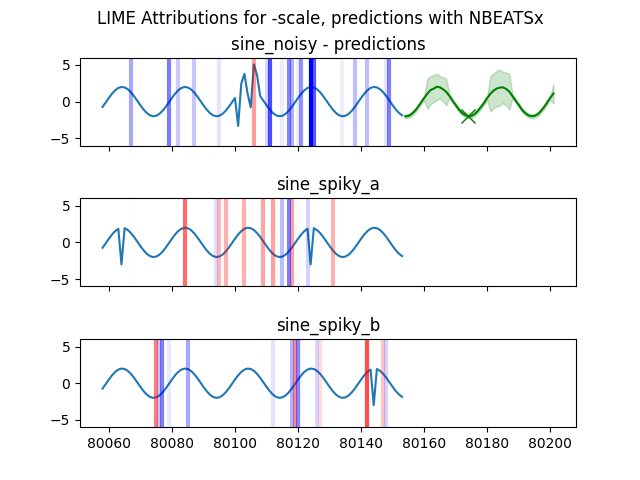 LIME Attributions for -scale, predictions with NBEATSx
sine_noisy - predictions
5
0
−5
sine_spiky_a
5
0
−5
sine_spiky_b
5
0
−5
80060 80080 80100 80120 80140 80160 80180 80200